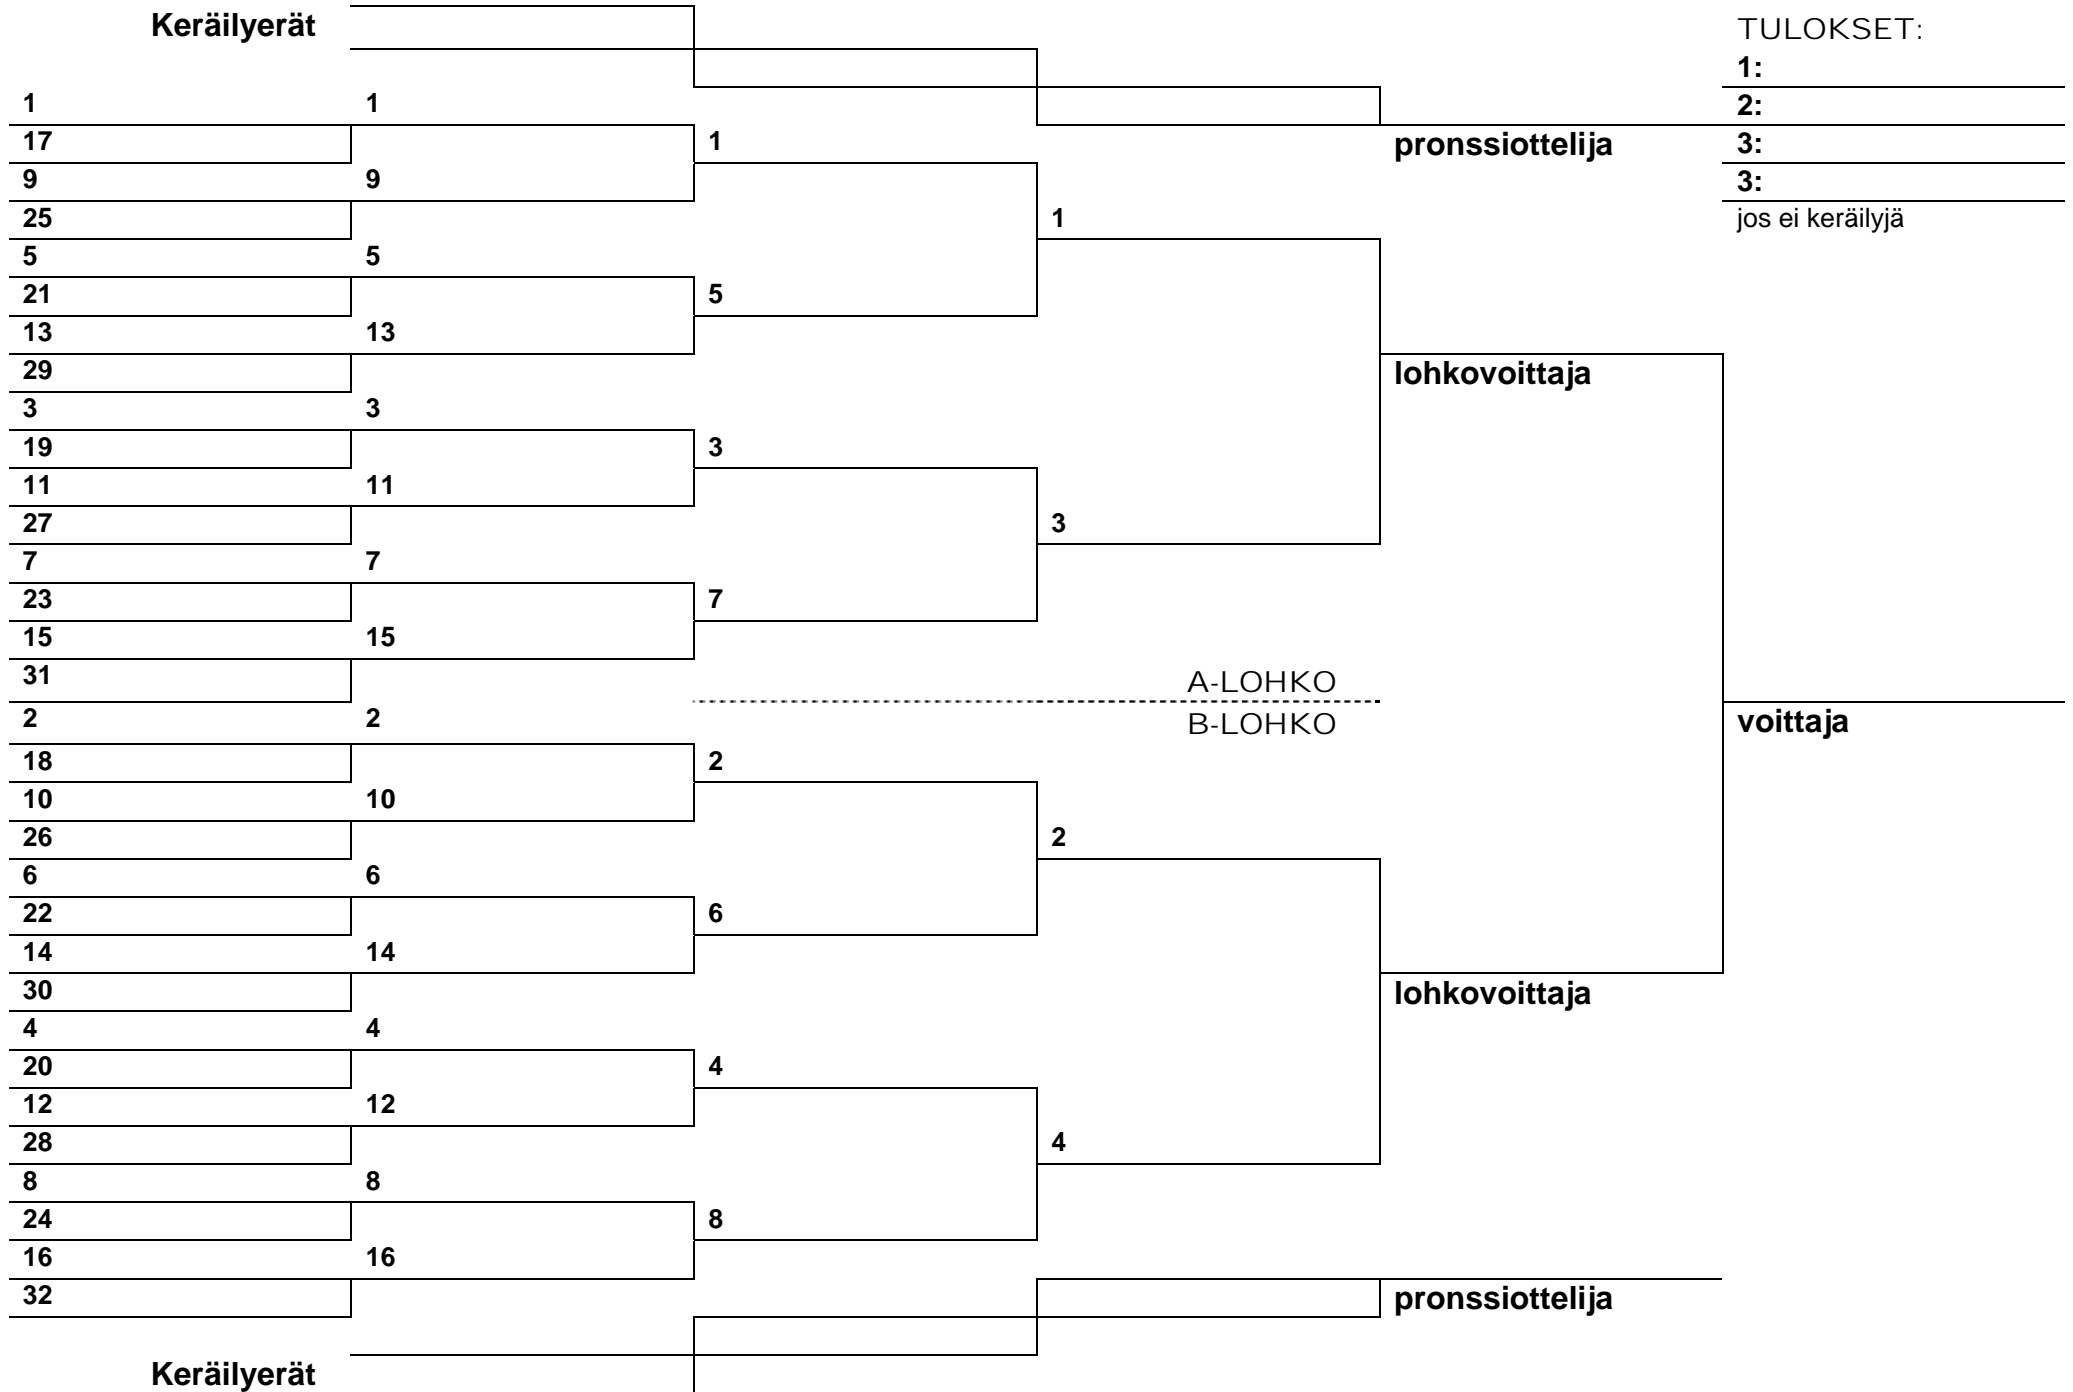 Keräilyerät TULOKSET:
1:
1 1 2:
17 1 pronssiottelija 3:
9 9 3:
25 1 jos ei keräilyjä
5 5
21 5
13 13
29 lohkovoittaja
3 3
19 3
11 11
27 3
7 7
23 7
15 15
31 A-LOHKO
2 2 B-LOHKO voittaja
18 2
10 10
26 2
6 6
22 6
14 14
30 lohkovoittaja
4 4
20 4
12 12
28 4
8 8
24 8
16 16
32 pronssiottelija
Keräilyerät